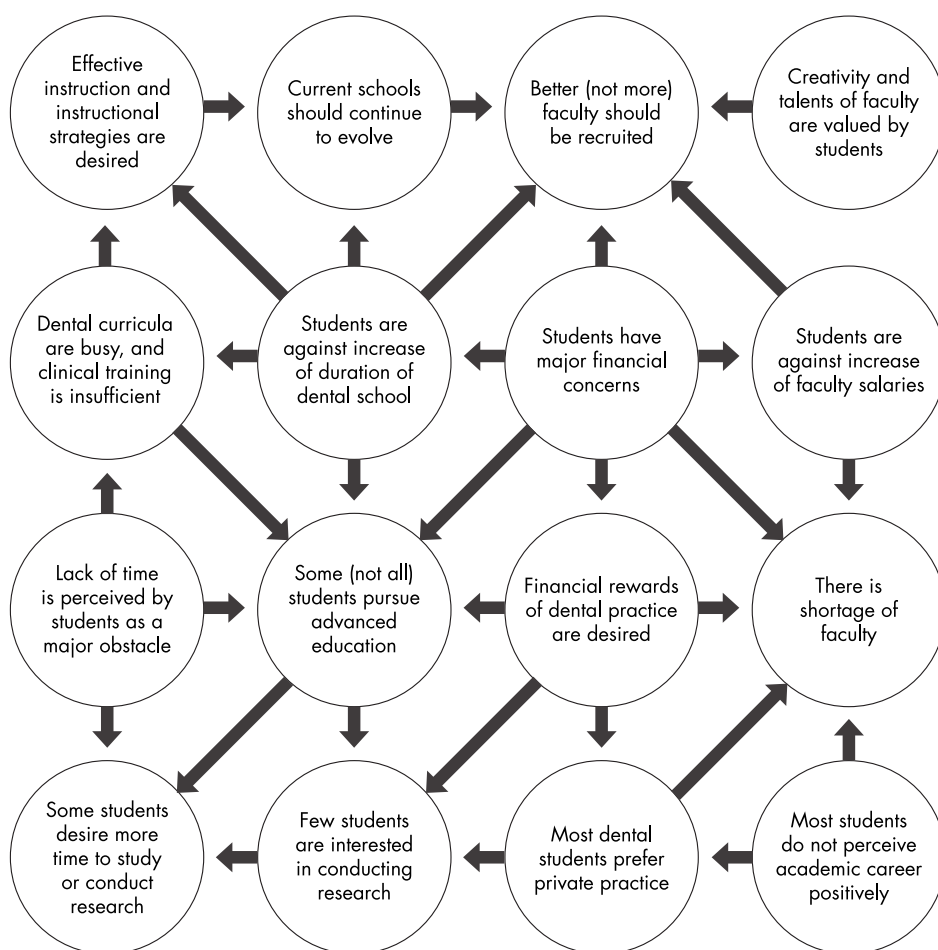 Effective
instruction and
instructional
strategies are
desired
Current schools
should continue
to evolve
Better (not more)
faculty should
be recruited
Creativity and
talents of faculty
are valued by
students
Dental curricula
are busy, and
clinical training
is insufficient
Students are
against increase
of duration of
dental school
Students have
major financial
concerns
Students are
against increase
of faculty salaries
Lack of time
is perceived by
students as a
major obstacle
Some (not all)
students pursue
advanced
education
Financial rewards
of dental practice
are desired
There is
shortage of
faculty
Some students
desire more
time to study
or conduct
research
Few students
are interested
in conducting
research
Most dental
students prefer
private practice
Most students
do not perceive
academic career
positively